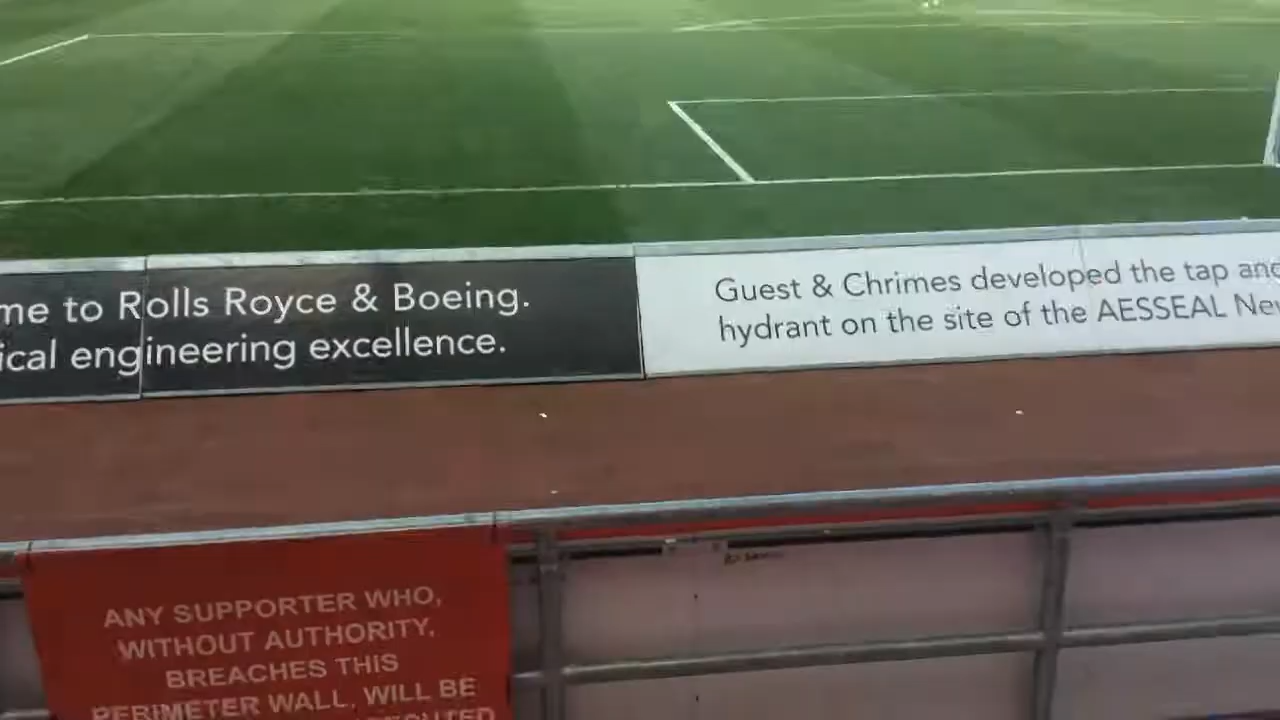 me to Rolls Royce & Boeing.
ical engineering excellence.
Guest & Chrimes developed the tap and
hydrant on the site of the AESSEAL Ne
ANY SUPPORTER WHO,
WITHOUT AUTHORITY,
BREACHES THIS
PERIMETER WALL, WILL BE